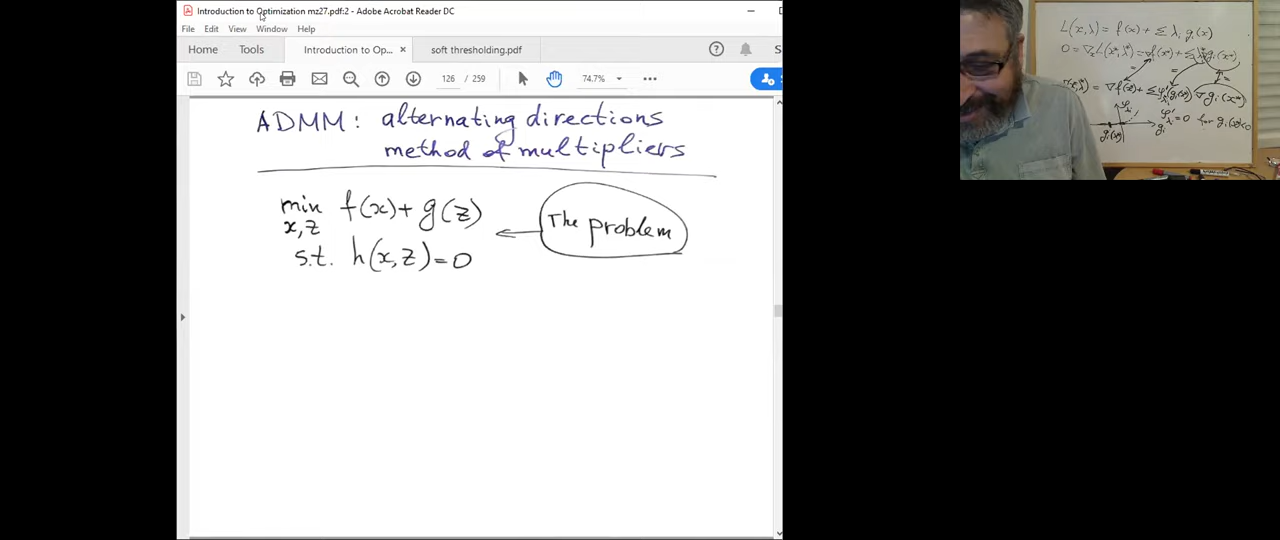 Introduction to Optimization mz27.pdf:2 - Adobe Acrobat Reader DC
File Edit View Window Help
Home Tools Introduction to Op... × soft thresholding.pdf
126 / 259 74.7%
ADMM: alternating directions
method of multipliers
min f(x)+ g(z)
x,z
s.t. h(x,z)=0
The problem
L(x,λ) = f(x) + Σ λi gi(x)